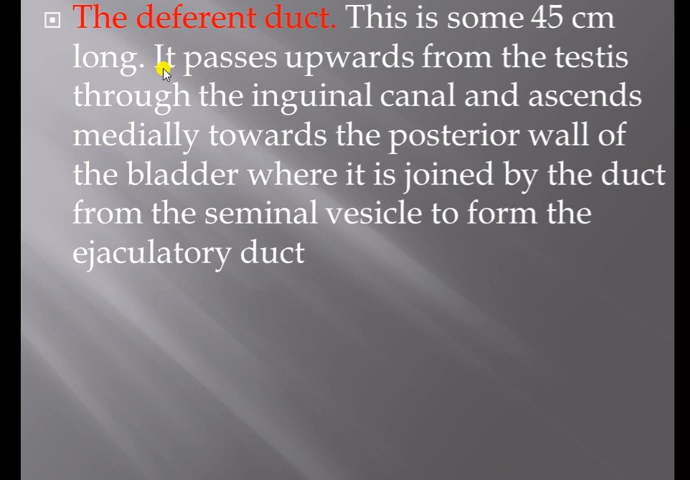 The deferent duct. This is some 45 cm
long. It passes upwards from the testis
through the inguinal canal and ascends
medially towards the posterior wall of
the bladder where it is joined by the duct
from the seminal vesicle to form the
ejaculatory duct